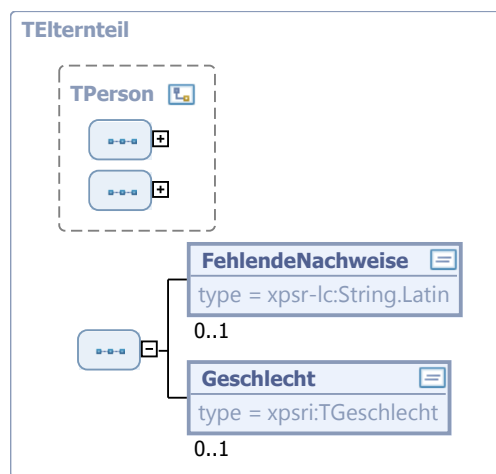 TElternteil
TPerson
FehlendeNachweise
type = xpsr-lc:String.Latin
0..1
Geschlecht
type = xpsri:TGeschlecht
0..1